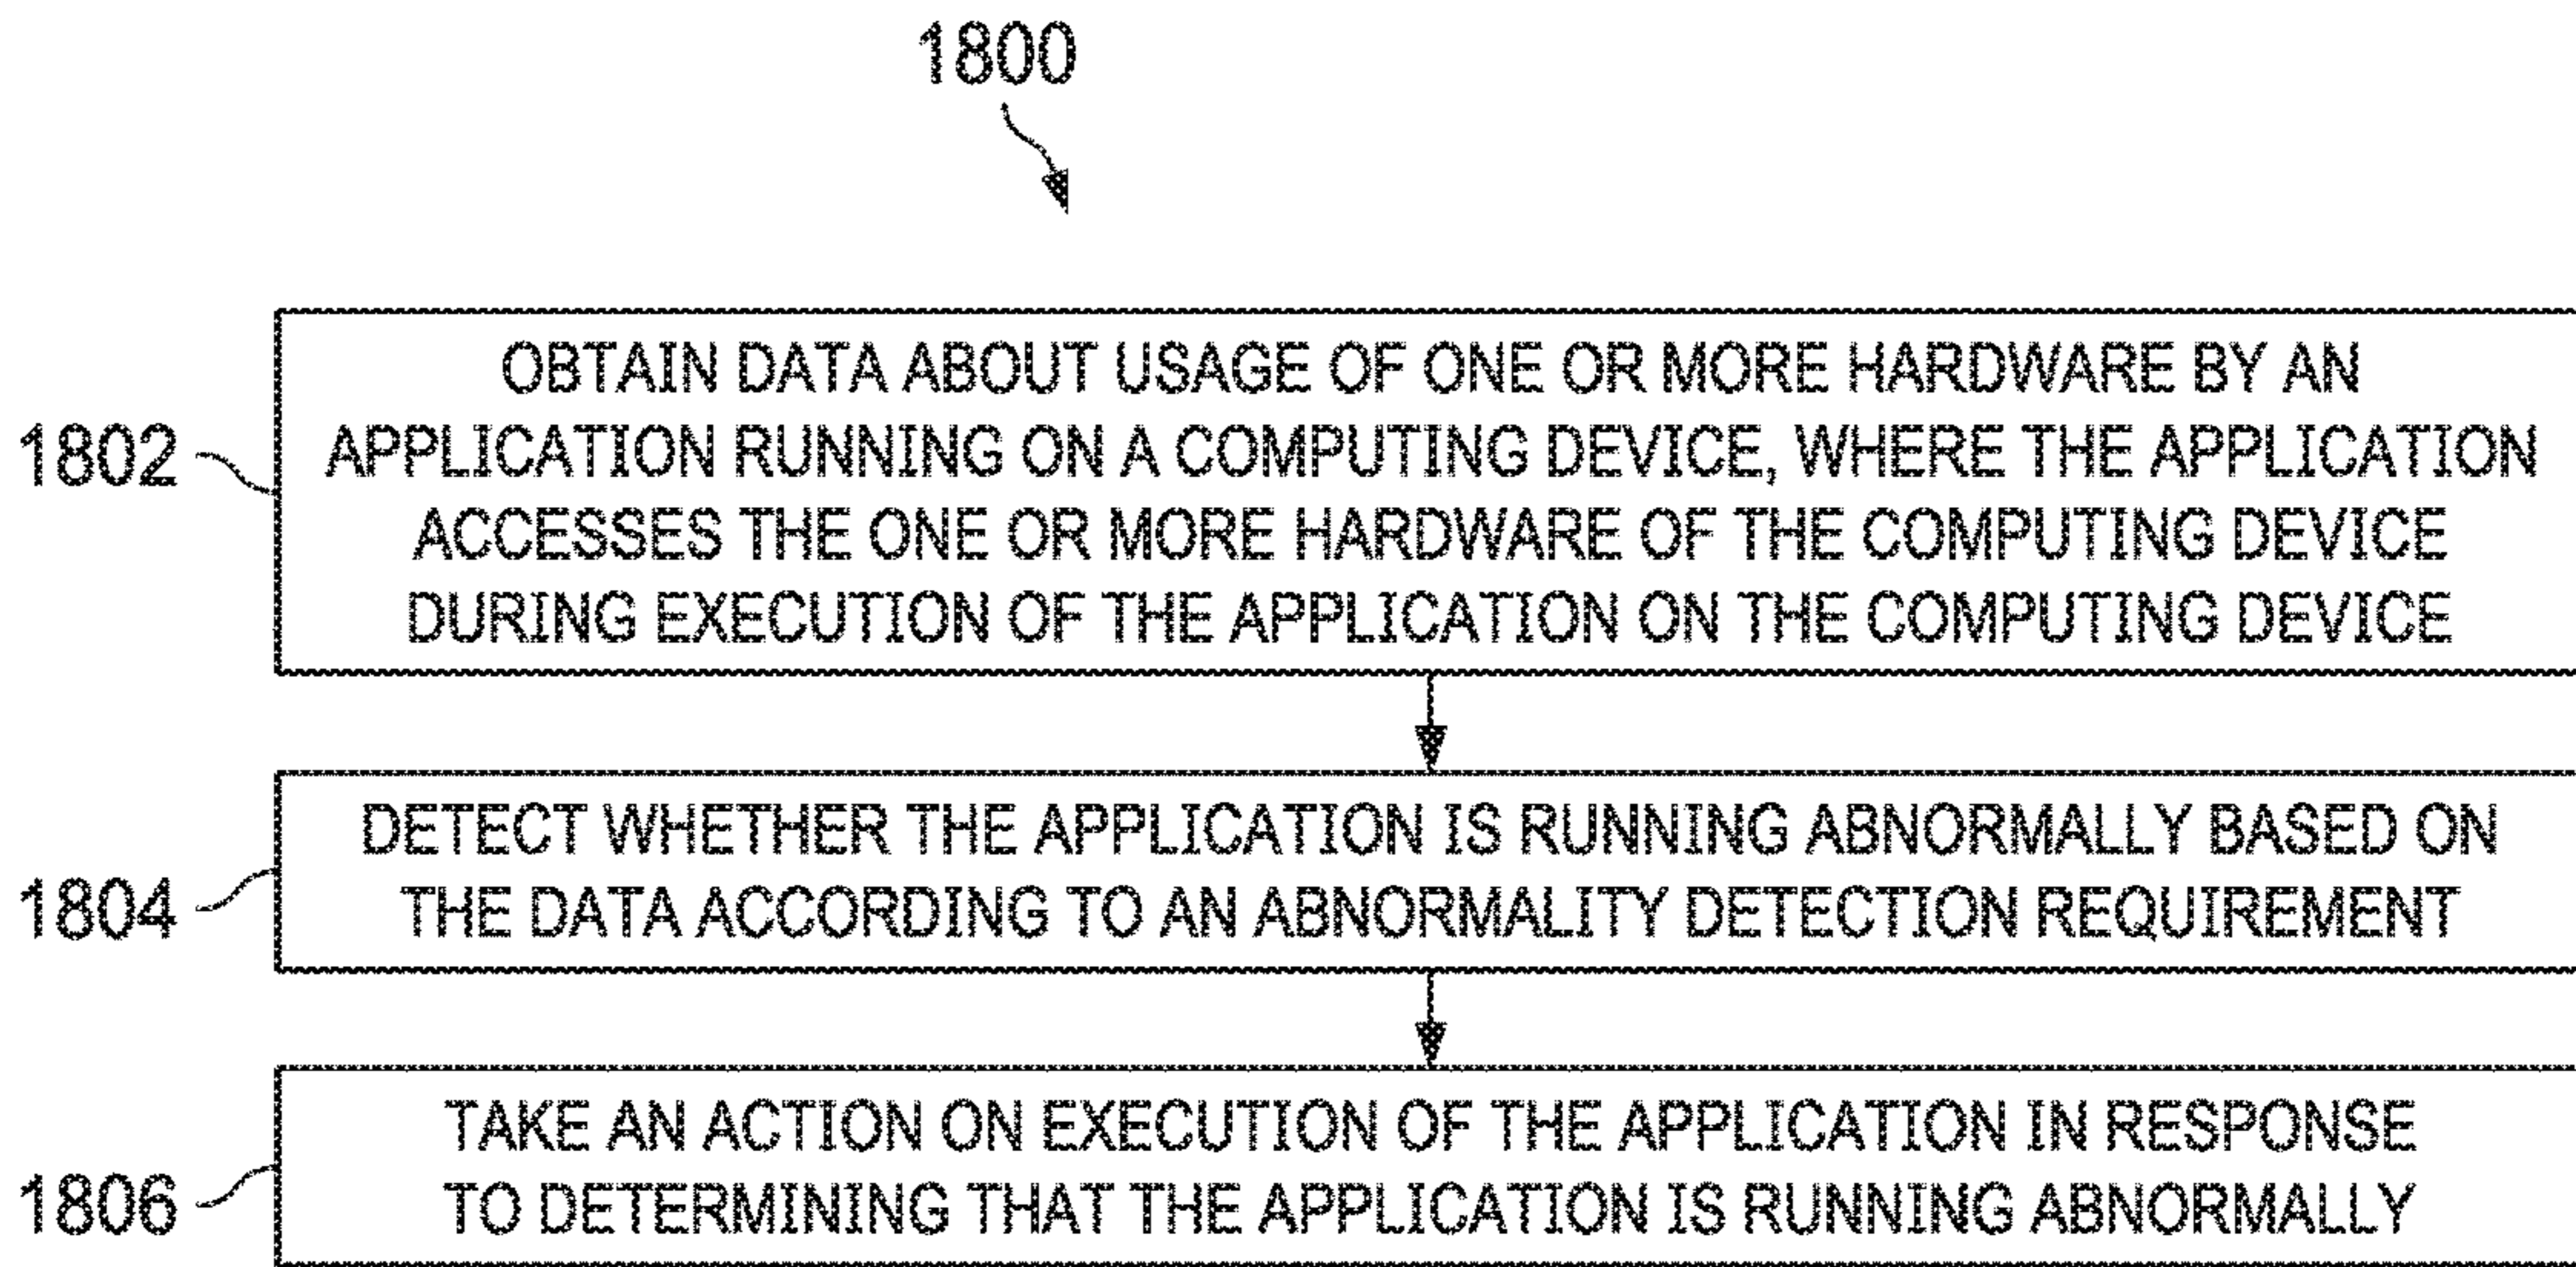 1800
1802
OBTAIN DATA ABOUT USAGE OF ONE OR MORE HARDWARE BY AN
APPLICATION RUNNING ON A COMPUTING DEVICE, WHERE THE APPLICATION
ACCESSES THE ONE OR MORE HARDWARE OF THE COMPUTING DEVICE
DURING EXECUTION OF THE APPLICATION ON THE COMPUTING DEVICE
1804
DETECT WHETHER THE APPLICATION IS RUNNING ABNORMALLY BASED ON
THE DATA ACCORDING TO AN ABNORMALITY DETECTION REQUIREMENT
1806
TAKE AN ACTION ON EXECUTION OF THE APPLICATION IN RESPONSE
TO DETERMINING THAT THE APPLICATION IS RUNNING ABNORMALLY